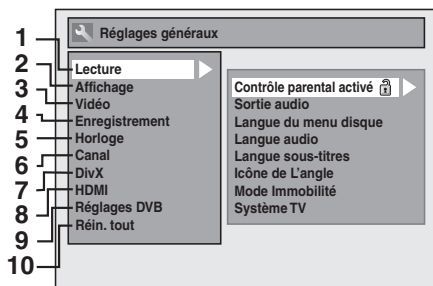 Réglages généraux
1 Lecture
2 Affichage
3 Vidéo
4 Enregistrement
5 Horloge
6 Canal
7 DivX
8 HDMI
9 Réglages DVB
10 Réin. tout
Contrôle parental activé
Sortie audio
Langue du menu disque
Langue audio
Langue sous-titres
Icône de L'angle
Mode Immobilité
Système TV